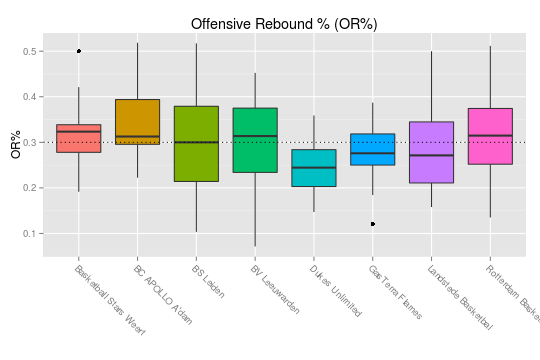 Offensive Rebound % (OR%)
OR%
0.5
0.4
0.3
0.2
0.1
Basketball Stars Weert
BC APOLLO A'dam
BS Leiden
BV Leeuwarden
Dukes Unlimited
GasTerra Flames
Landstede Basketbal
Rotterdam Baske